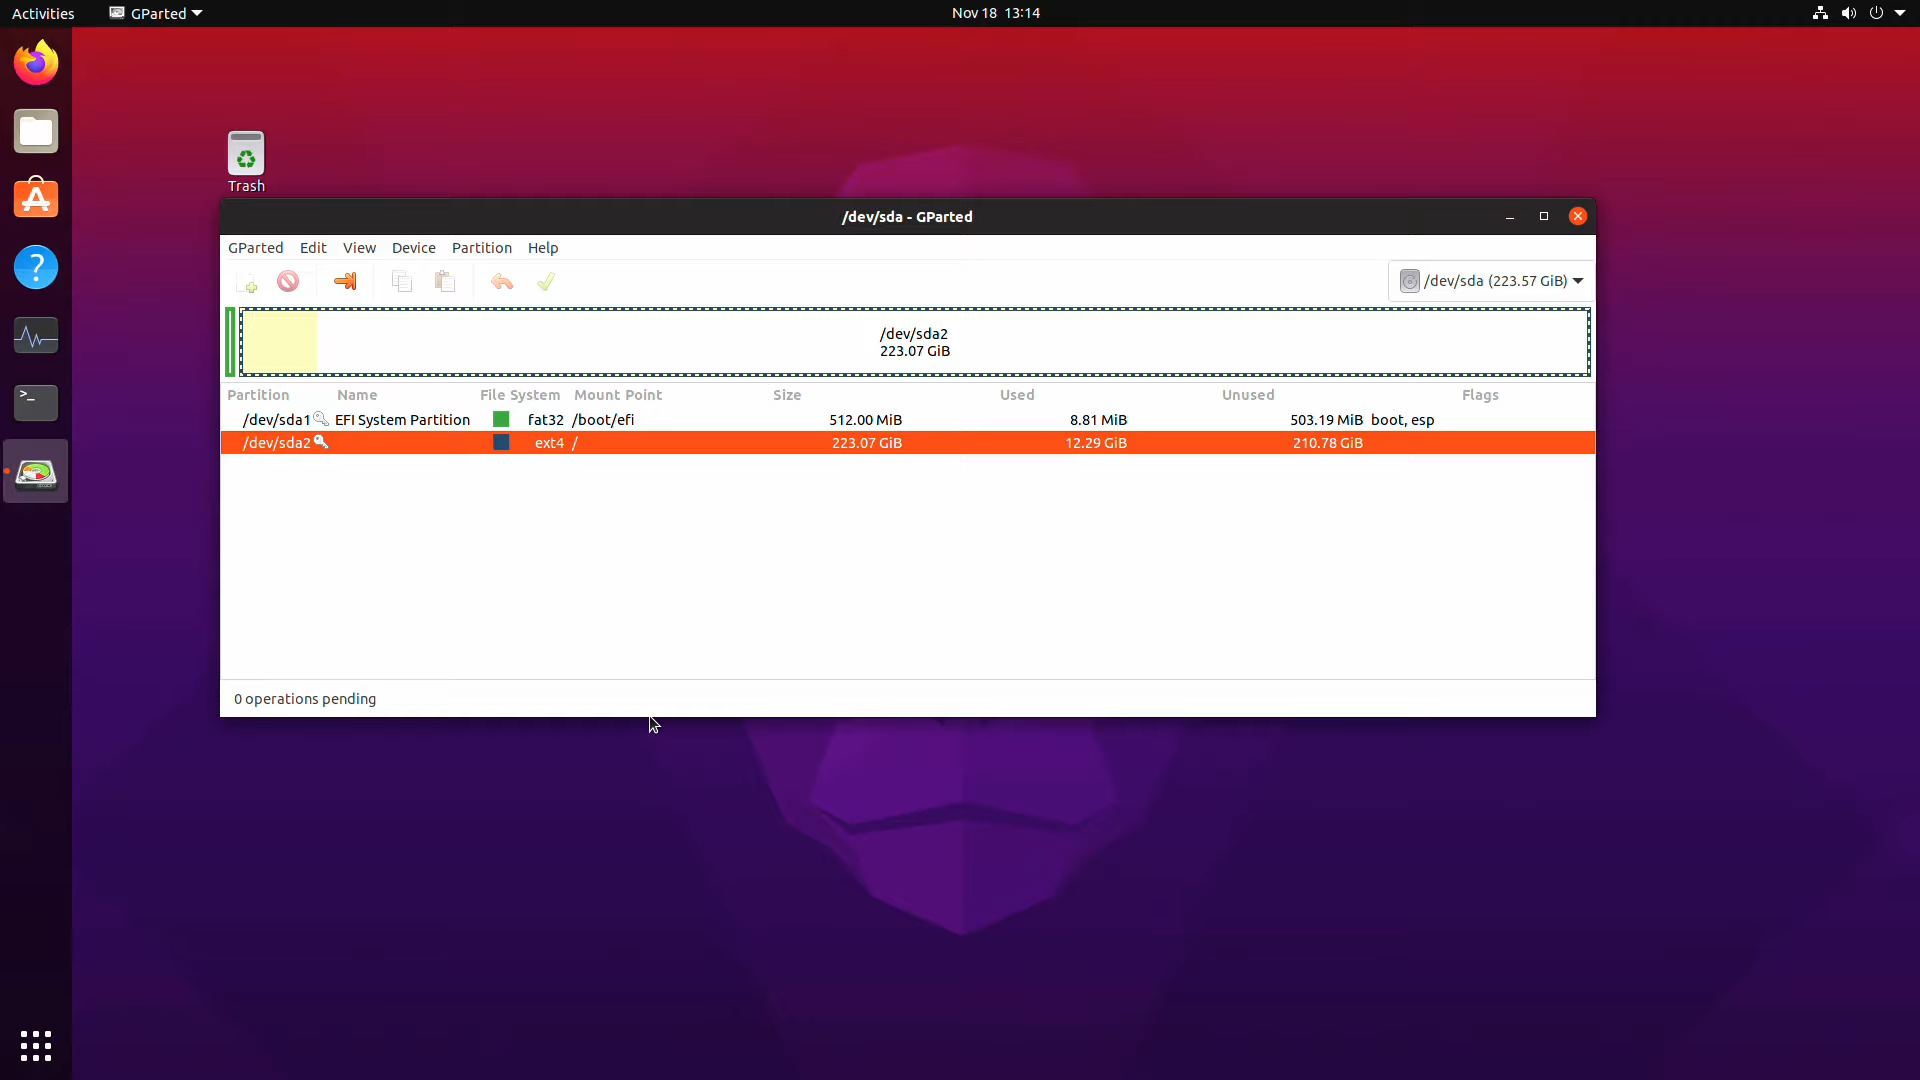 Activities GParted Nov 18 13:14
Trash
/dev/sda - GParted
GParted Edit View Device Partition Help
/dev/sda (223.57 GiB)
/dev/sda2
223.07 GiB
Partition Name File System Mount Point Size Used Unused Flags
/dev/sda1 EFI System Partition fat32 /boot/efi 512.00 MiB 8.81 MiB 503.19 MiB boot, esp
/dev/sda2 ext4 / 223.07 GiB 12.29 GiB 210.78 GiB
0 operations pending